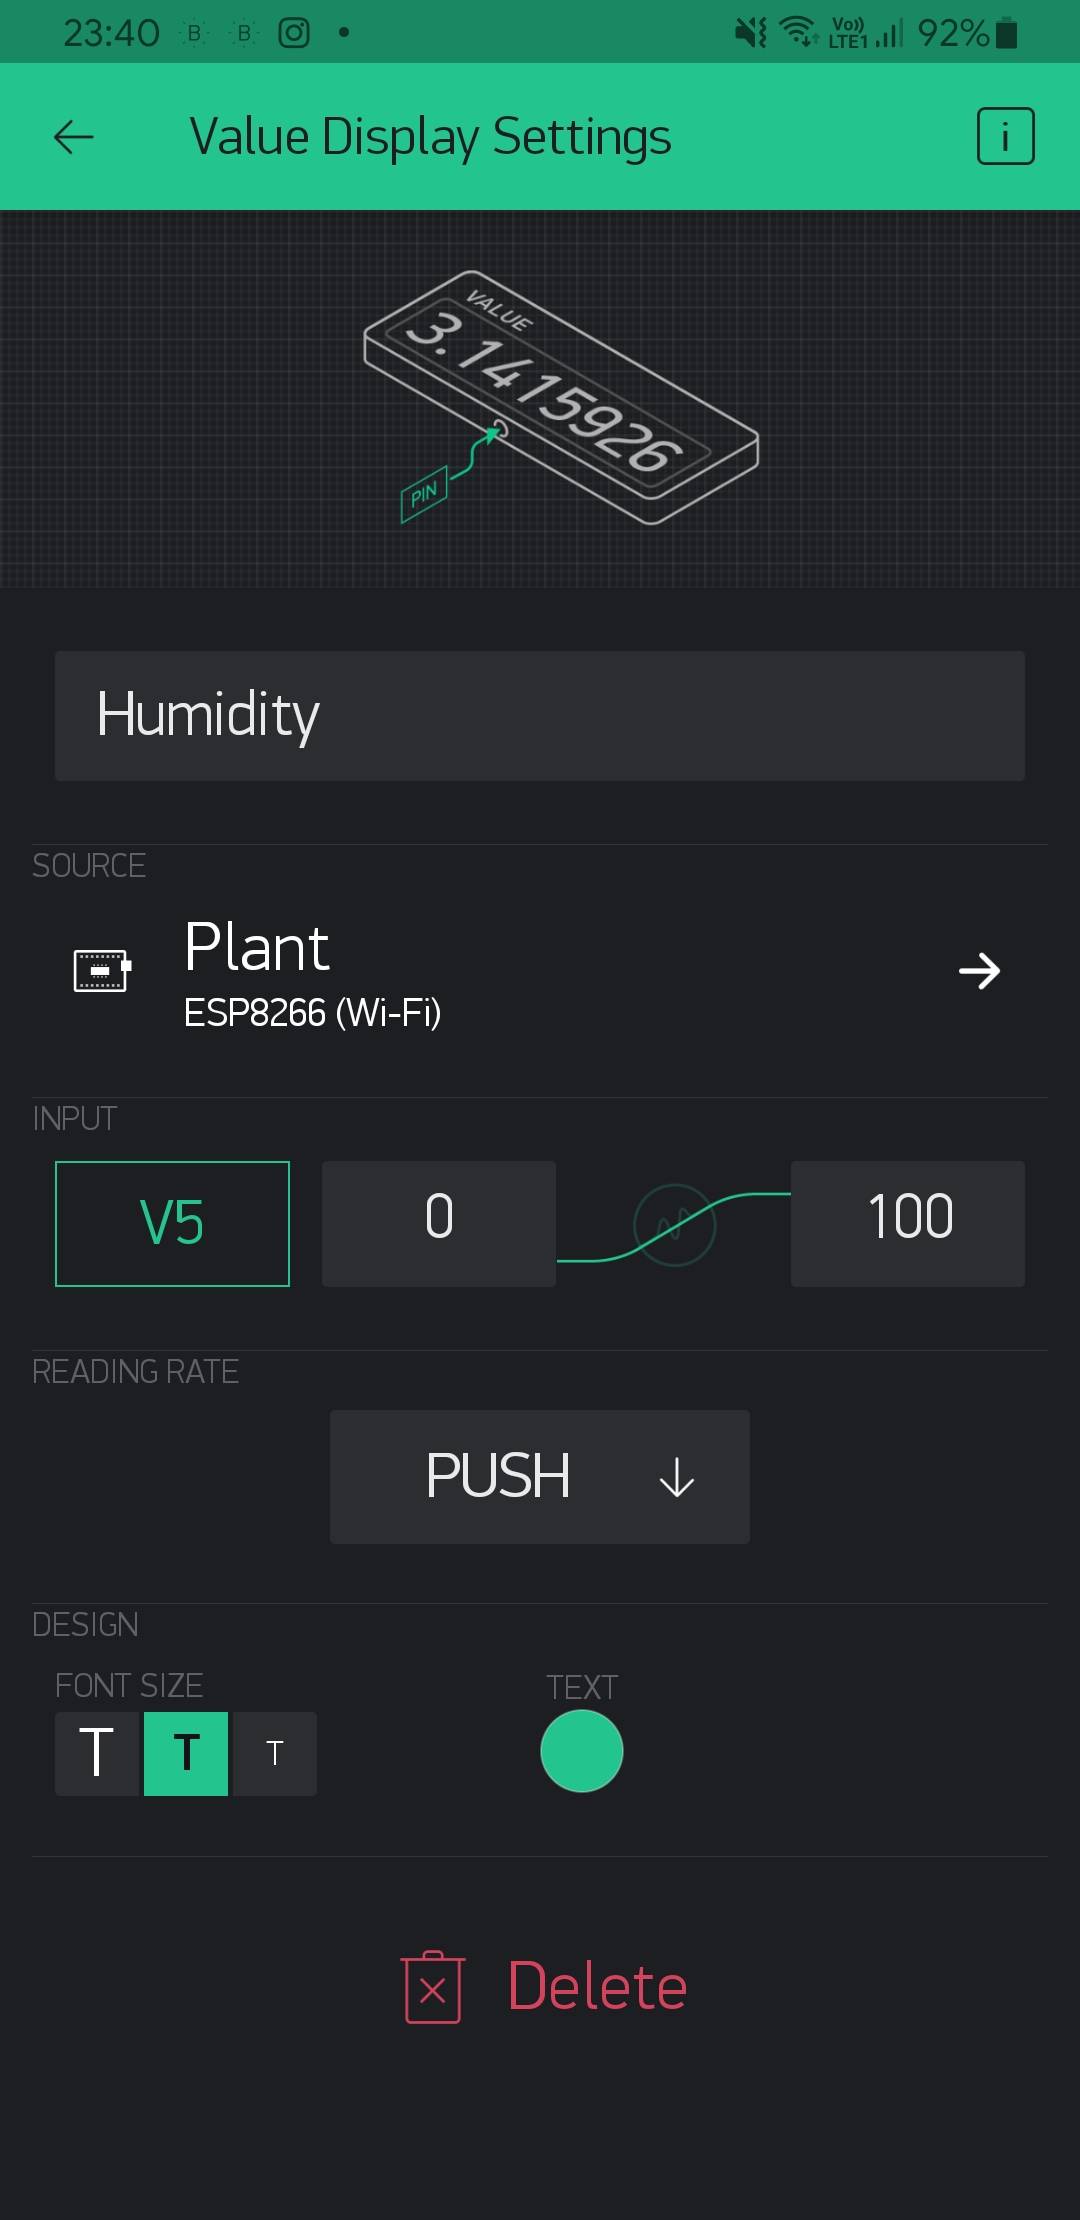 23:40 B B Vo)) LTE1 92%
Value Display Settings i
VALUE
3.1415926
PIN
Humidity
SOURCE
Plant
ESP8266 (Wi-Fi)
INPUT
V5 0 100
READING RATE
PUSH
DESIGN
FONT SIZE TEXT
T T T
Delete